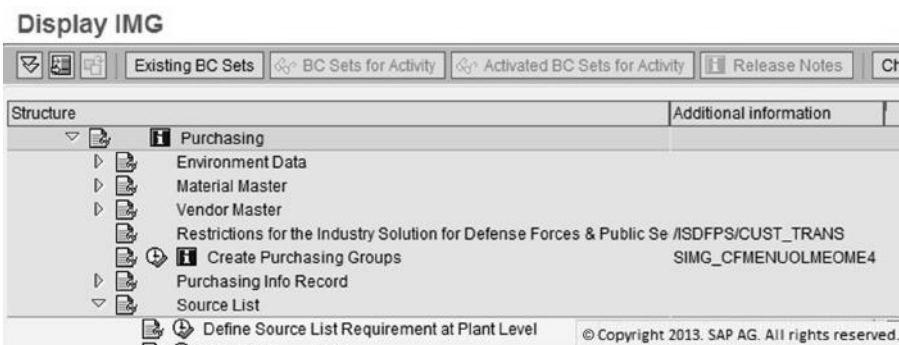 Display IMG
Existing BC Sets BC Sets for Activity Activated BC Sets for Activity Release Notes Ch
Structure Additional information
Purchasing
Environment Data
Material Master
Vendor Master
Restrictions for the Industry Solution for Defense Forces & Public Se /ISDFPS/CUST_TRANS
Create Purchasing Groups SIMG_CFMENUOLMEOME4
Purchasing Info Record
Source List
Define Source List Requirement at Plant Level
© Copyright 2013. SAP AG. All rights reserved.